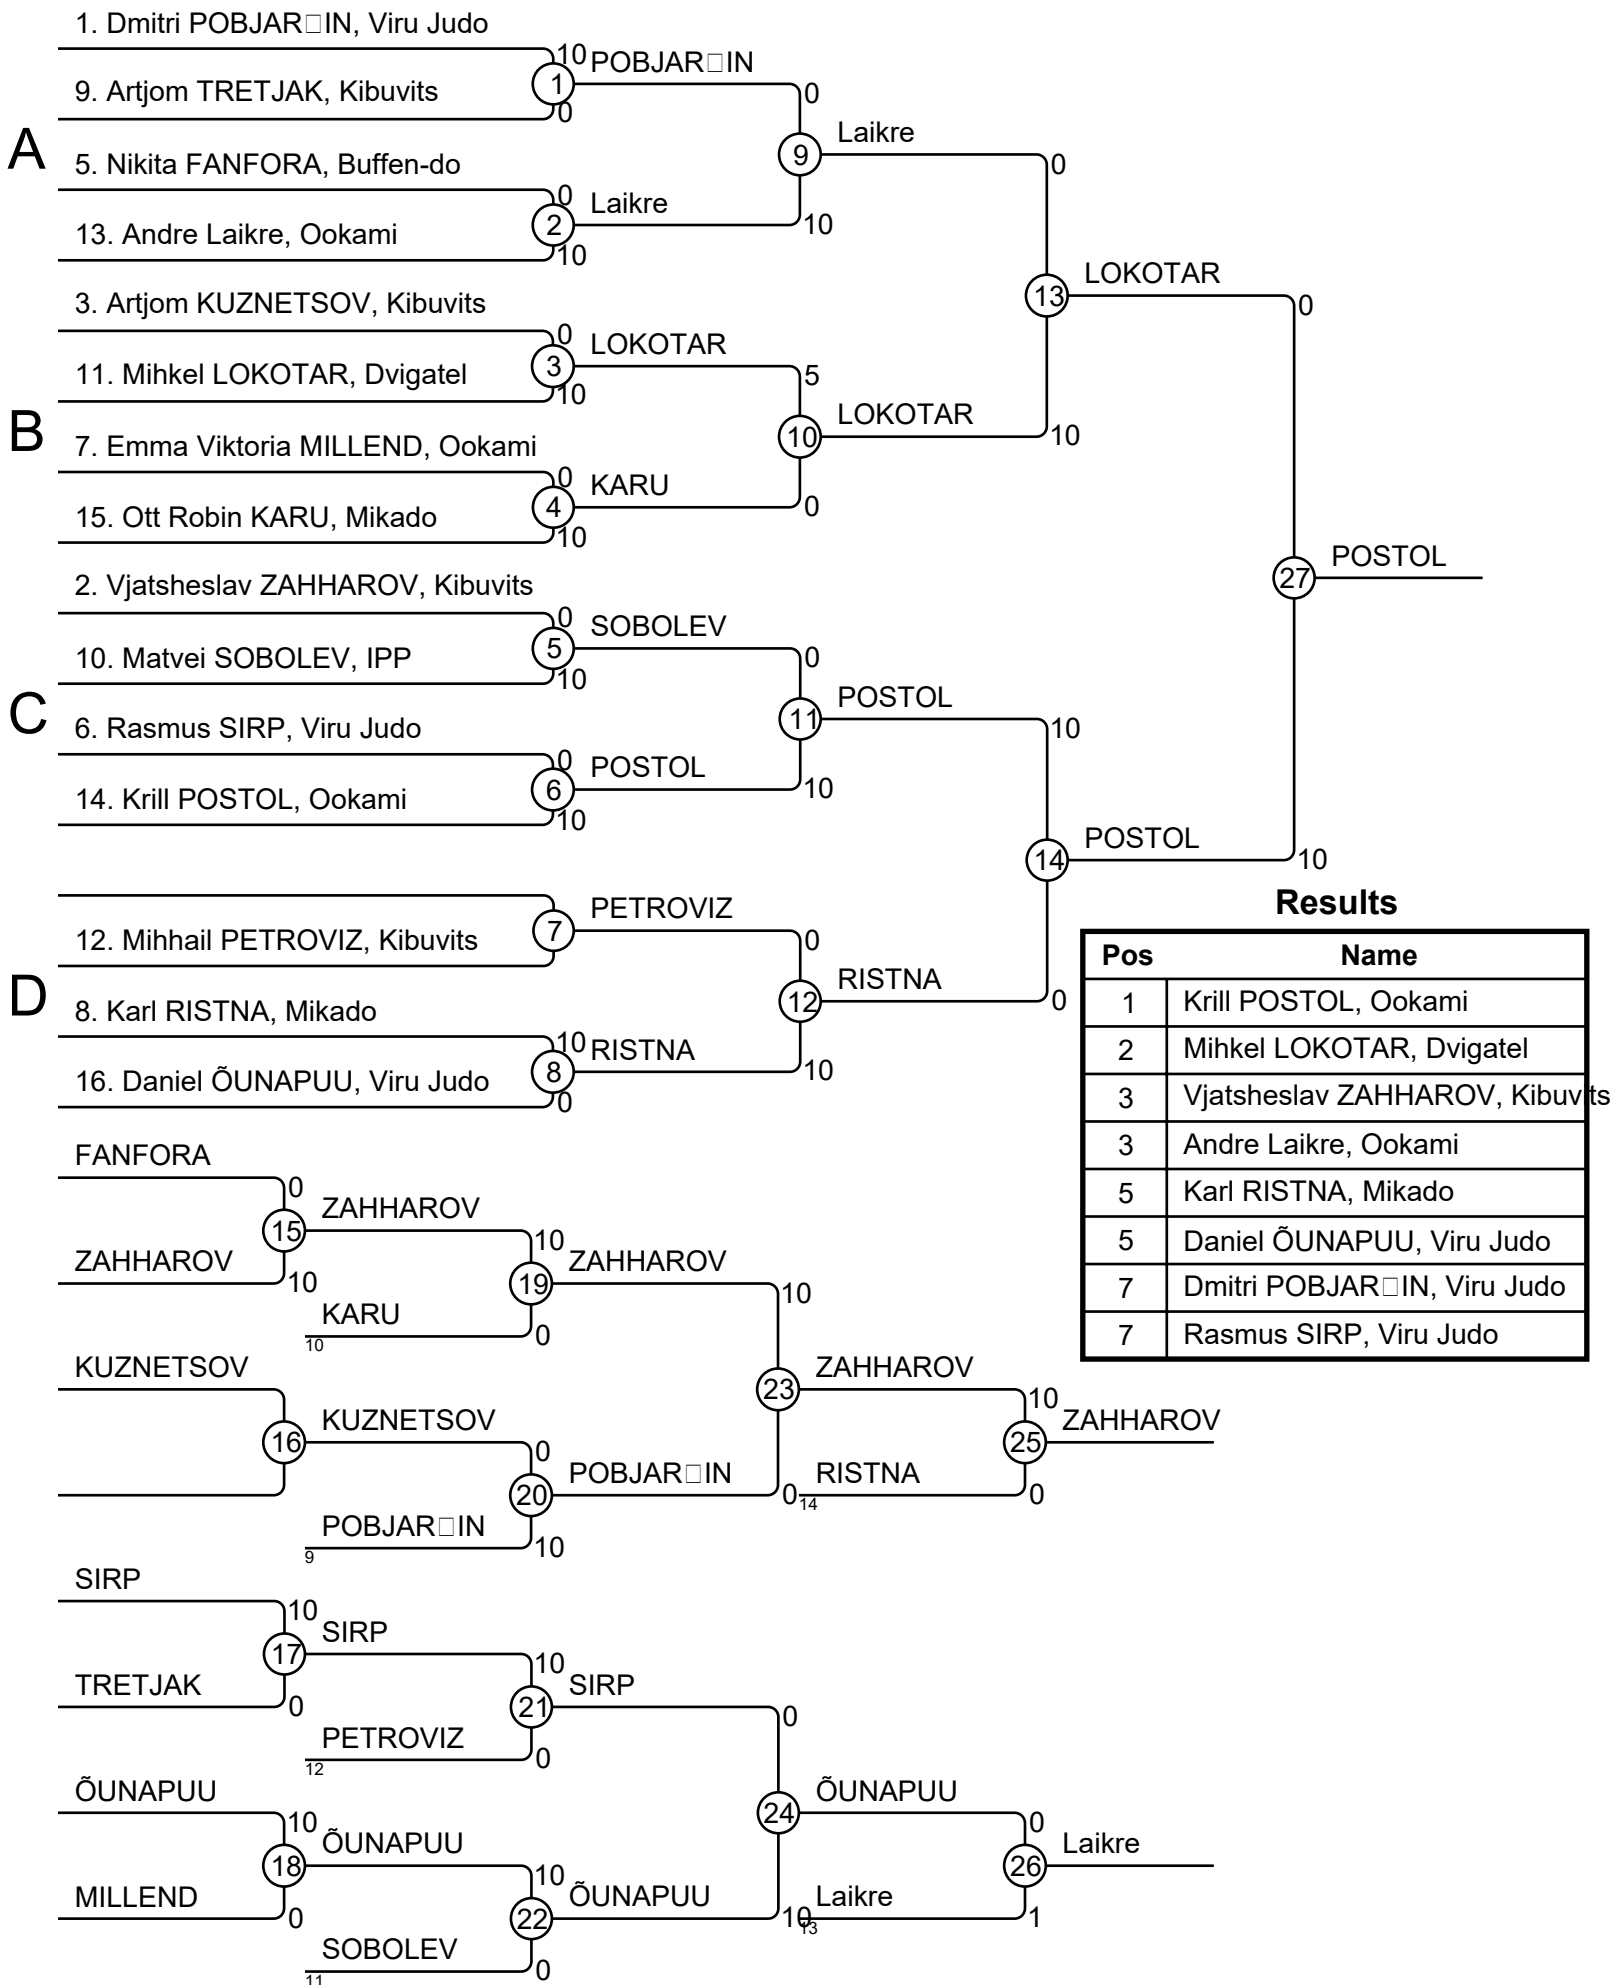 1. Dmitri POBJAR□IN, Viru Judo
10
POBJAR□IN
1
9. Artjom TRETJAK, Kibuvits
0
0
A
Laikre
9
5. Nikita FANFORA, Buffen-do
0
0
Laikre
2
13. Andre Laikre, Ookami
10
10
LOKOTAR
13
0
3. Artjom KUZNETSOV, Kibuvits
0
LOKOTAR
3
11. Mihkel LOKOTAR, Dvigatel
10
5
B
LOKOTAR
10
10
7. Emma Viktoria MILLEND, Ookami
0
KARU
4
15. Ott Robin KARU, Mikado
10
0
POSTOL
27
2. Vjatsheslav ZAHHAROV, Kibuvits
0
SOBOLEV
5
10. Matvei SOBOLEV, IPP
10
0
C
POSTOL
11
10
6. Rasmus SIRP, Viru Judo
0
POSTOL
6
14. Krill POSTOL, Ookami
10
10
POSTOL
14
10
PETROVIZ
7
12. Mihhail PETROVIZ, Kibuvits
0
D
RISTNA
12
0
8. Karl RISTNA, Mikado
10
RISTNA
8
16. Daniel ÕUNAPUU, Viru Judo
0
10
Results
Pos Name
1 Krill POSTOL, Ookami
2 Mihkel LOKOTAR, Dvigatel
3 Vjatsheslav ZAHHAROV, Kibuvits
3 Andre Laikre, Ookami
5 Karl RISTNA, Mikado
5 Daniel ÕUNAPUU, Viru Judo
7 Dmitri POBJAR□IN, Viru Judo
7 Rasmus SIRP, Viru Judo
FANFORA
0
ZAHHAROV
15
10
ZAHHAROV
ZAHHAROV
10
19
10
KARU
10
0
KUZNETSOV
ZAHHAROV
23
10
ZAHHAROV
25
KUZNETSOV
16
0
POBJAR□IN
20
0
RISTNA
14
0
POBJAR□IN
9
10
SIRP
10
SIRP
17
10
TRETJAK
0
SIRP
21
0
PETROVIZ
12
0
ÕUNAPUU
10
ÕUNAPUU
24
0
Laikre
26
ÕUNAPUU
18
10
MILLEND
0
ÕUNAPUU
22
10
Laikre
13
1
SOBOLEV
11
0